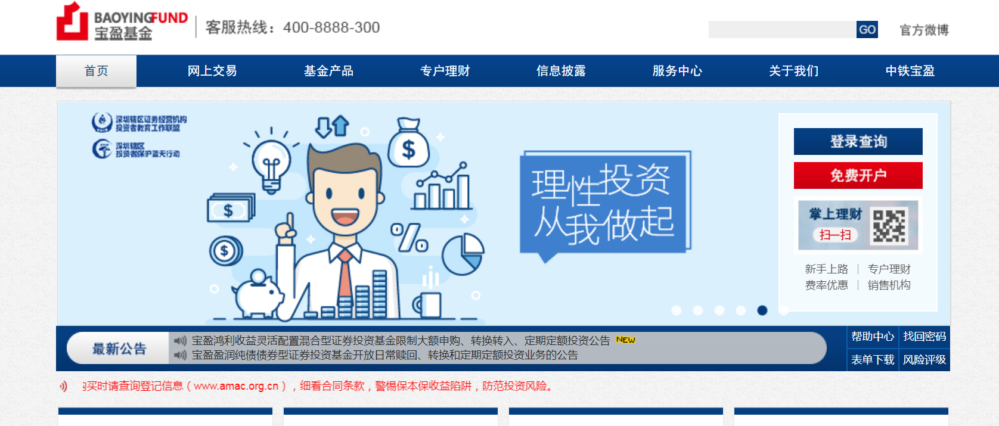 BAOYINGFUND
宝盈基金
客服热线：400-8888-300
GO
官方微博
首页
网上交易
基金产品
专户理财
信息披露
服务中心
关于我们
中铁宝盈
深圳辖区证券经营机构
投资者教育工作联盟
深圳辖区
投资者保护蓝天行动
理性投资
从我做起
登录查询
免费开户
掌上理财
扫一扫
新手上路 | 专户理财
费率优惠 | 销售机构
最新公告
宝盈鸿利收益灵活配置混合型证券投资基金限制大额申购、转换转入、定期定额投资公告 NEW
宝盈盈润纯债债券型证券投资基金开放日常赎回、转换和定期定额投资业务的公告
帮助中心 找回密码
表单下载 风险评级
买时请查询登记信息（www.amac.org.cn），细看合同条款，警惕保本保收益陷阱，防范投资风险。